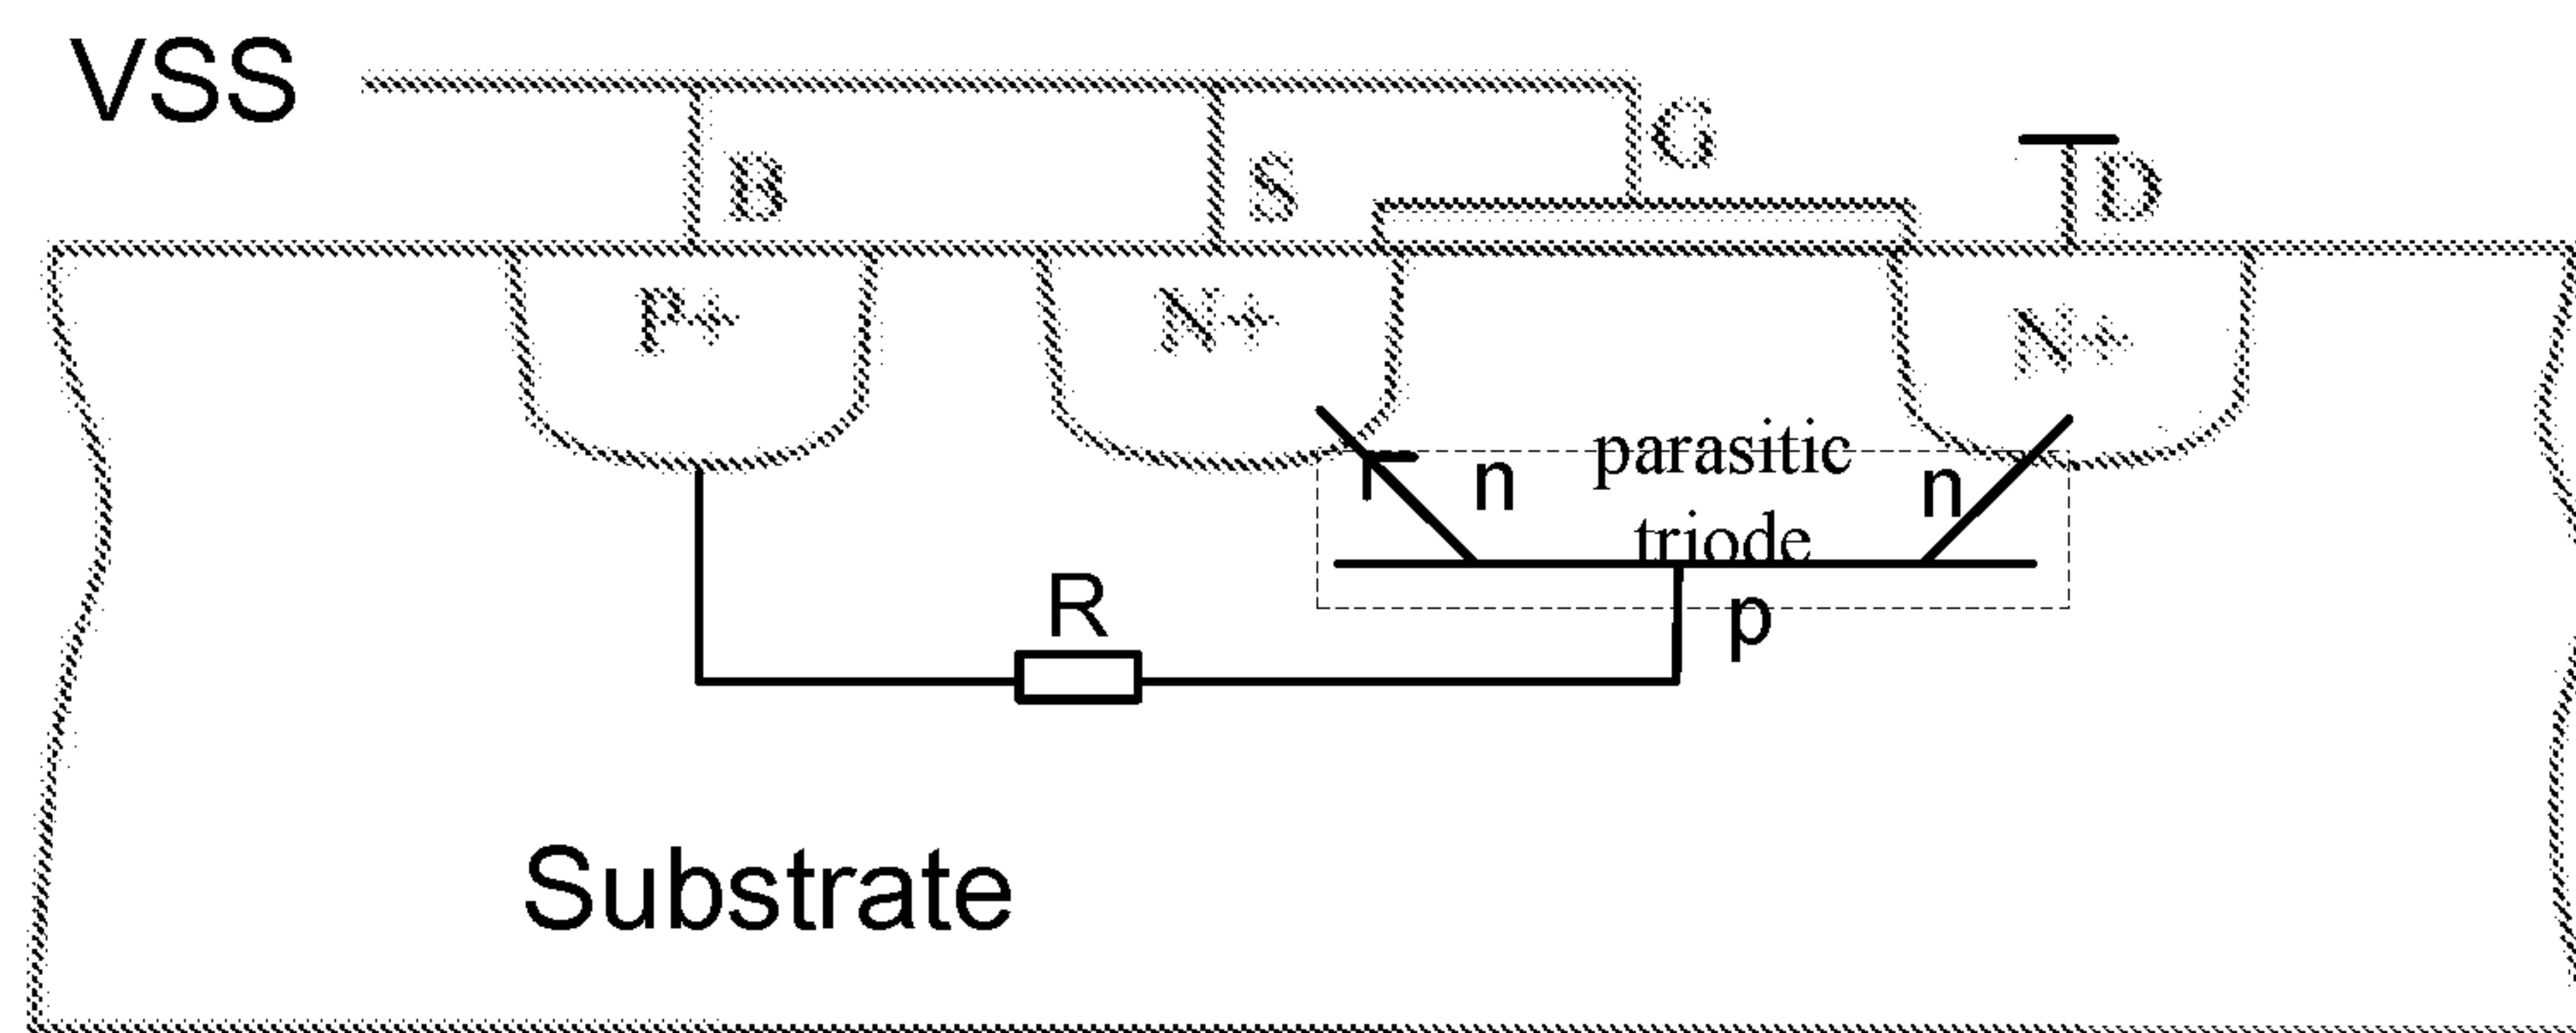 VSS
B
S
G
D
P+
N+
N+
n
parasitic
triode
n
p
R
Substrate